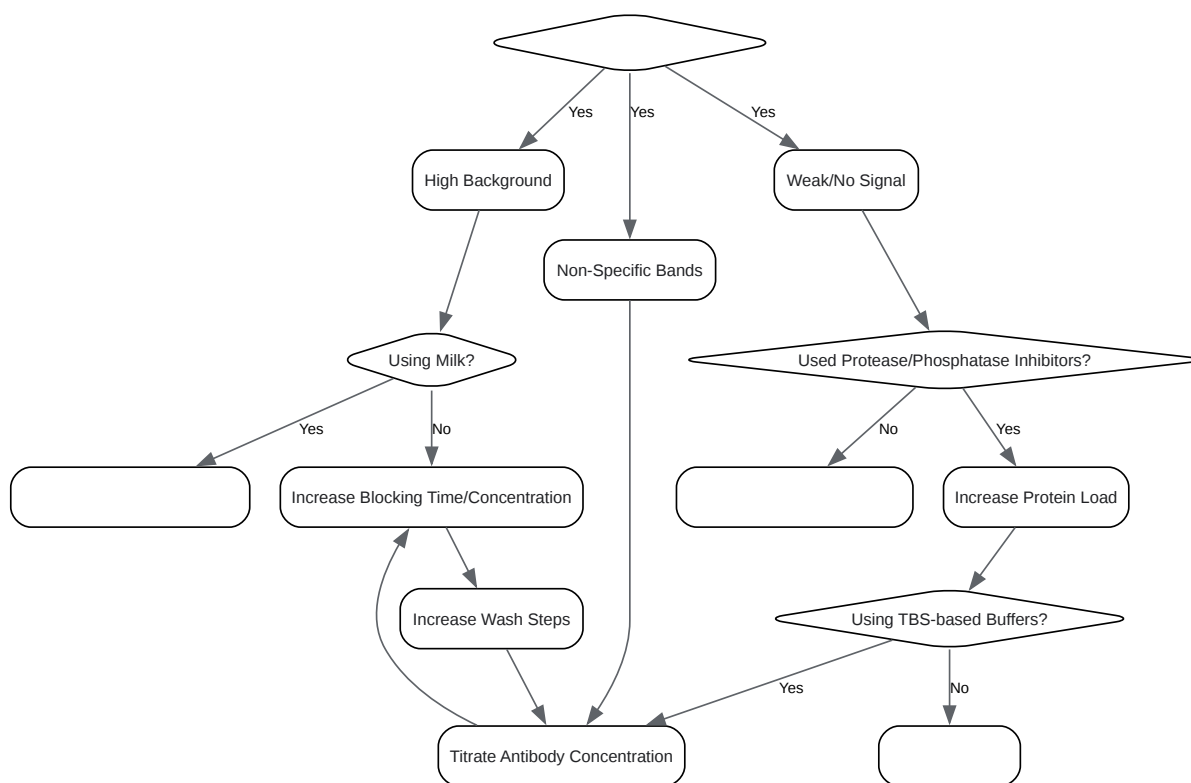 Yes
Yes
Yes
High Background
Weak/No Signal
Non-Specific Bands
Using Milk?
Used Protease/Phosphatase Inhibitors?
Yes
No
No
Yes
Increase Blocking Time/Concentration
Increase Protein Load
Increase Wash Steps
Using TBS-based Buffers?
Yes
No
Titrate Antibody Concentration